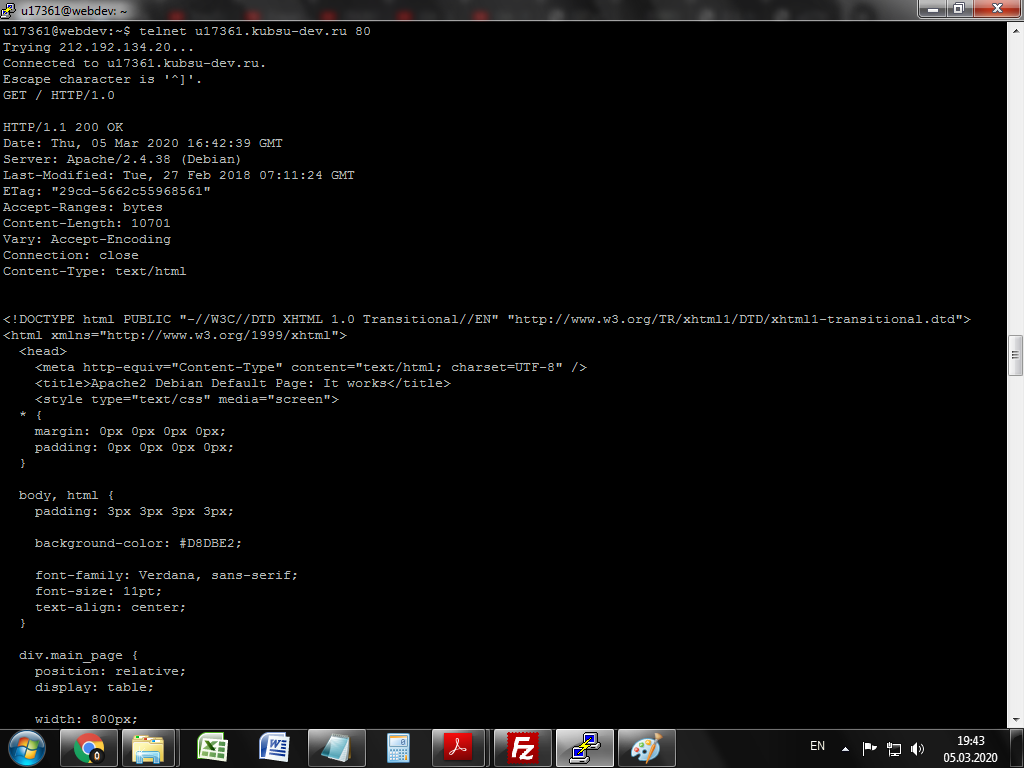 u17361@webdev: ~
u17361@webdev:~$ telnet u17361.kubsu-dev.ru 80
Trying 212.192.134.20...
Connected to u17361.kubsu-dev.ru.
Escape character is '^]'.
GET / HTTP/1.0

HTTP/1.1 200 OK
Date: Thu, 05 Mar 2020 16:42:39 GMT
Server: Apache/2.4.38 (Debian)
Last-Modified: Tue, 27 Feb 2018 07:11:24 GMT
ETag: "29cd-5662c55968561"
Accept-Ranges: bytes
Content-Length: 10701
Vary: Accept-Encoding
Connection: close
Content-Type: text/html

<!DOCTYPE html PUBLIC "-//W3C//DTD XHTML 1.0 Transitional//EN" "http://www.w3.org/TR/xhtml1/DTD/xhtml1-transitional.dtd">
<html xmlns="http://www.w3.org/1999/xhtml">
  <head>
    <meta http-equiv="Content-Type" content="text/html; charset=UTF-8" />
    <title>Apache2 Debian Default Page: It works</title>
    <style type="text/css" media="screen">
  * {
    margin: 0px 0px 0px 0px;
    padding: 0px 0px 0px 0px;
  }

  body, html {
    padding: 3px 3px 3px 3px;

    background-color: #D8DBE2;

    font-family: Verdana, sans-serif;
    font-size: 11pt;
    text-align: center;
  }

  div.main_page {
    position: relative;
    display: table;

    width: 800px;
EN
19:43
05.03.2020